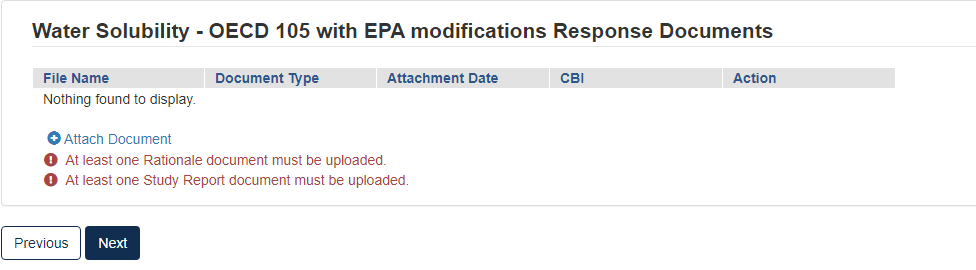 Water Solubility - OECD 105 with EPA modifications Response Documents
File Name Document Type Attachment Date CBI Action
Nothing found to display.
Attach Document
At least one Rationale document must be uploaded.
At least one Study Report document must be uploaded.
Previous Next